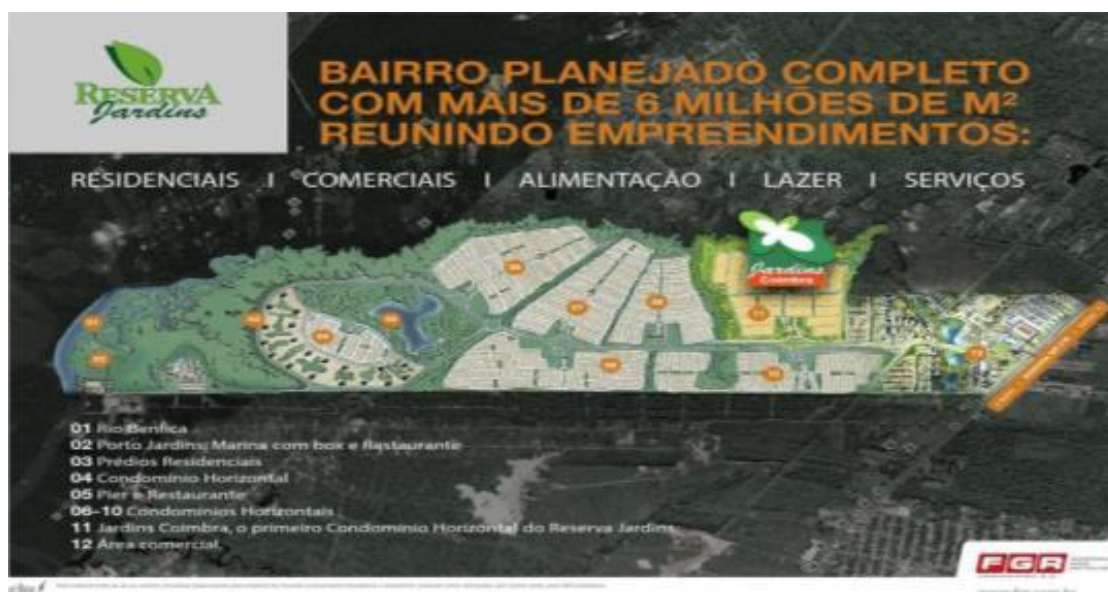 RESERVA
Jardins
BAIRRO PLANEJADO COMPLETO
COM MAIS DE 6 MILHÕES DE M²
REUNINDO EMPREENDIMENTOS:
RESIDENCIAIS I COMERCIAIS I ALIMENTAÇÃO I LAZER I SERVIÇOS
Jardins
Coimbra
01 Rio Benfica
02 Porto Jardins: Marina com box e Restaurante
03 Prédios Residenciais
04 Condomínio Horizontal
05 Pier e Restaurante
06-10 Condomínios Horizontais
11 Jardins Coimbra, o primeiro Condomínio Horizontal do Reserva Jardins.
12 Área comercial.
FGR